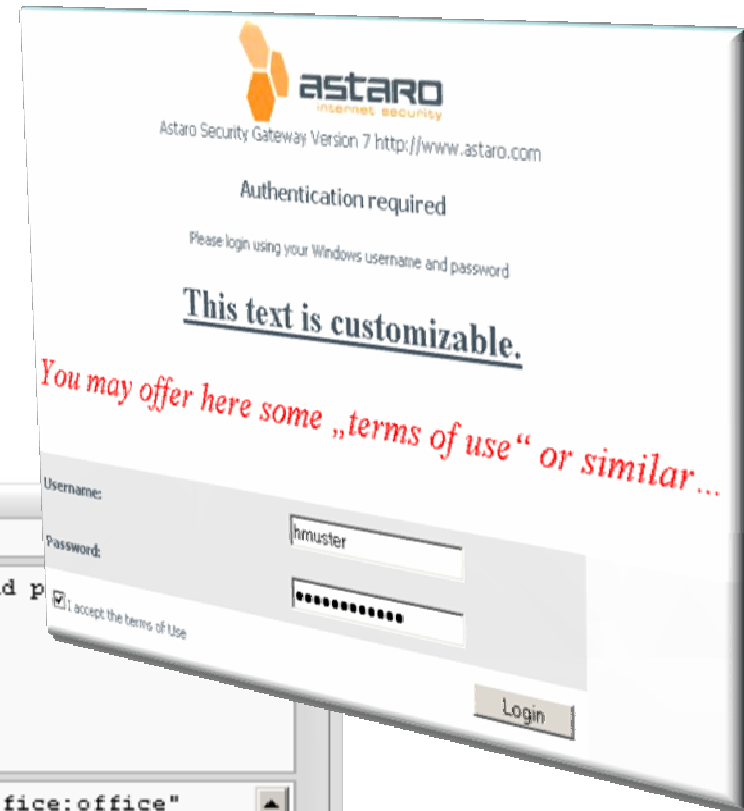 astaro
internet security
Astaro Security Gateway Version 7 http://www.astaro.com
Authentication required
Please login using your Windows username and password
This text is customizable.
You may offer here some „terms of use“ or similar...
Username:
hmuster
Password:
●●●●●●●●●●●●
d p
I accept the terms of Use
Login
fice:office"